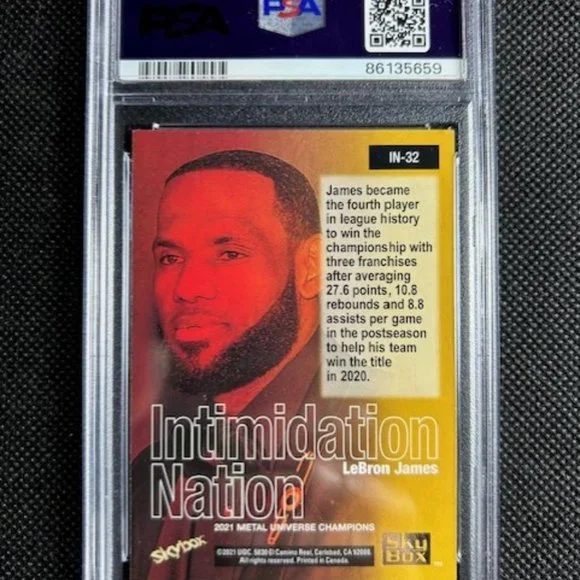 PSA
PSA
86135659
IN-32
James became
the fourth player
in league history
to win the
championship with
three franchises
after averaging
27.6 points, 10.8
rebounds and 8.8
assists per game
in the postseason
to help his team
win the title
in 2020.
Intimidation
Nation
LeBron James
2021 METAL UNIVERSE CHAMPIONS
SKYBOX
©2021 UDC. 5830 El Camino Real, Carlsbad, CA 92008.
All rights reserved. Printed in Canada.
SKY
BOX